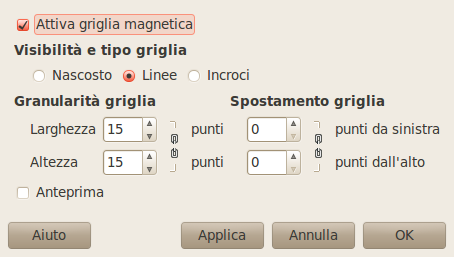 Attiva griglia magnetica
Visibilità e tipo griglia
Nascosto Linee Incroci
Granularità griglia Spostamento griglia
Larghezza 15 punti 0 punti da sinistra
Altezza 15 punti 0 punti dall'alto
Anteprima
Aiuto Applica Annulla OK